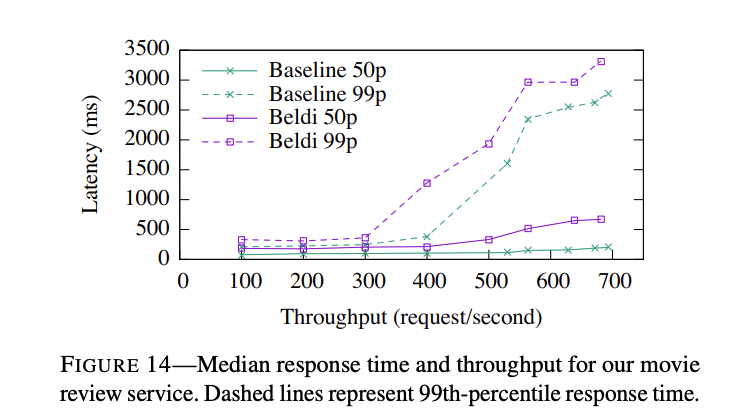 3500
3000
2500
2000
1500
1000
500
0
Latency (ms)
Baseline 50p
Baseline 99p
Beldi 50p
Beldi 99p
0 100 200 300 400 500 600 700
Throughput (request/second)
FIGURE 14—Median response time and throughput for our movie
review service. Dashed lines represent 99th-percentile response time.